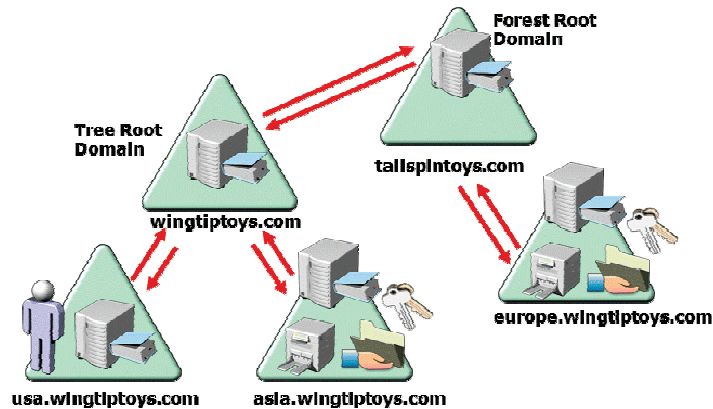 Forest Root
Domain
Tree Root
Domain
tailspintoys.com
wingtiptoys.com
europe.wingtiptoys.com
usa.wingtiptoys.com
asia.wingtiptoys.com